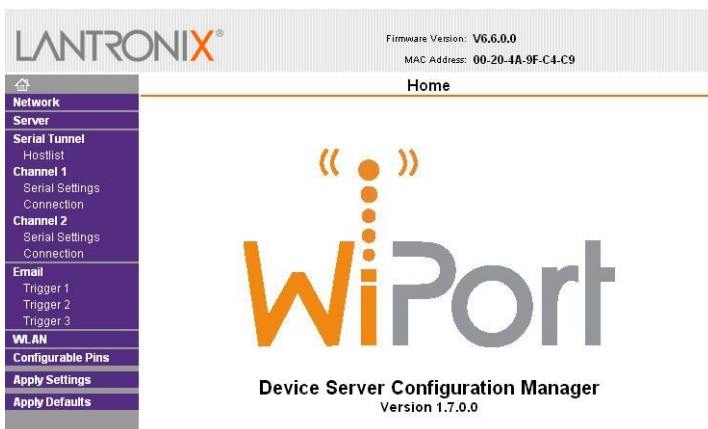 LANTRONIX®
Firmware Version: V6.6.0.0
MAC Address: 00-20-4A-9F-C4-C9
Home
Network
Server
Serial Tunnel
Hostlist
Channel 1
Serial Settings
Connection
Channel 2
Serial Settings
Connection
Email
Trigger 1
Trigger 2
Trigger 3
WLAN
Configurable Pins
Apply Settings
Apply Defaults
WiPort
Device Server Configuration Manager
Version 1.7.0.0